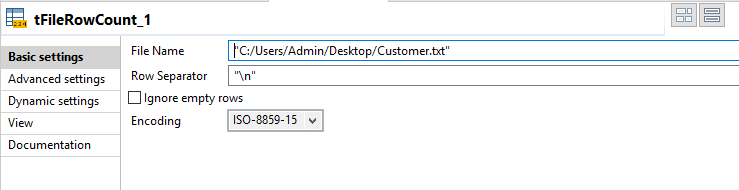 tFileRowCount_1
Basic settings
Advanced settings
Dynamic settings
View
Documentation
File Name "C:/Users/Admin/Desktop/Customer.txt"
Row Separator "\n"
Ignore empty rows
Encoding ISO-8859-15